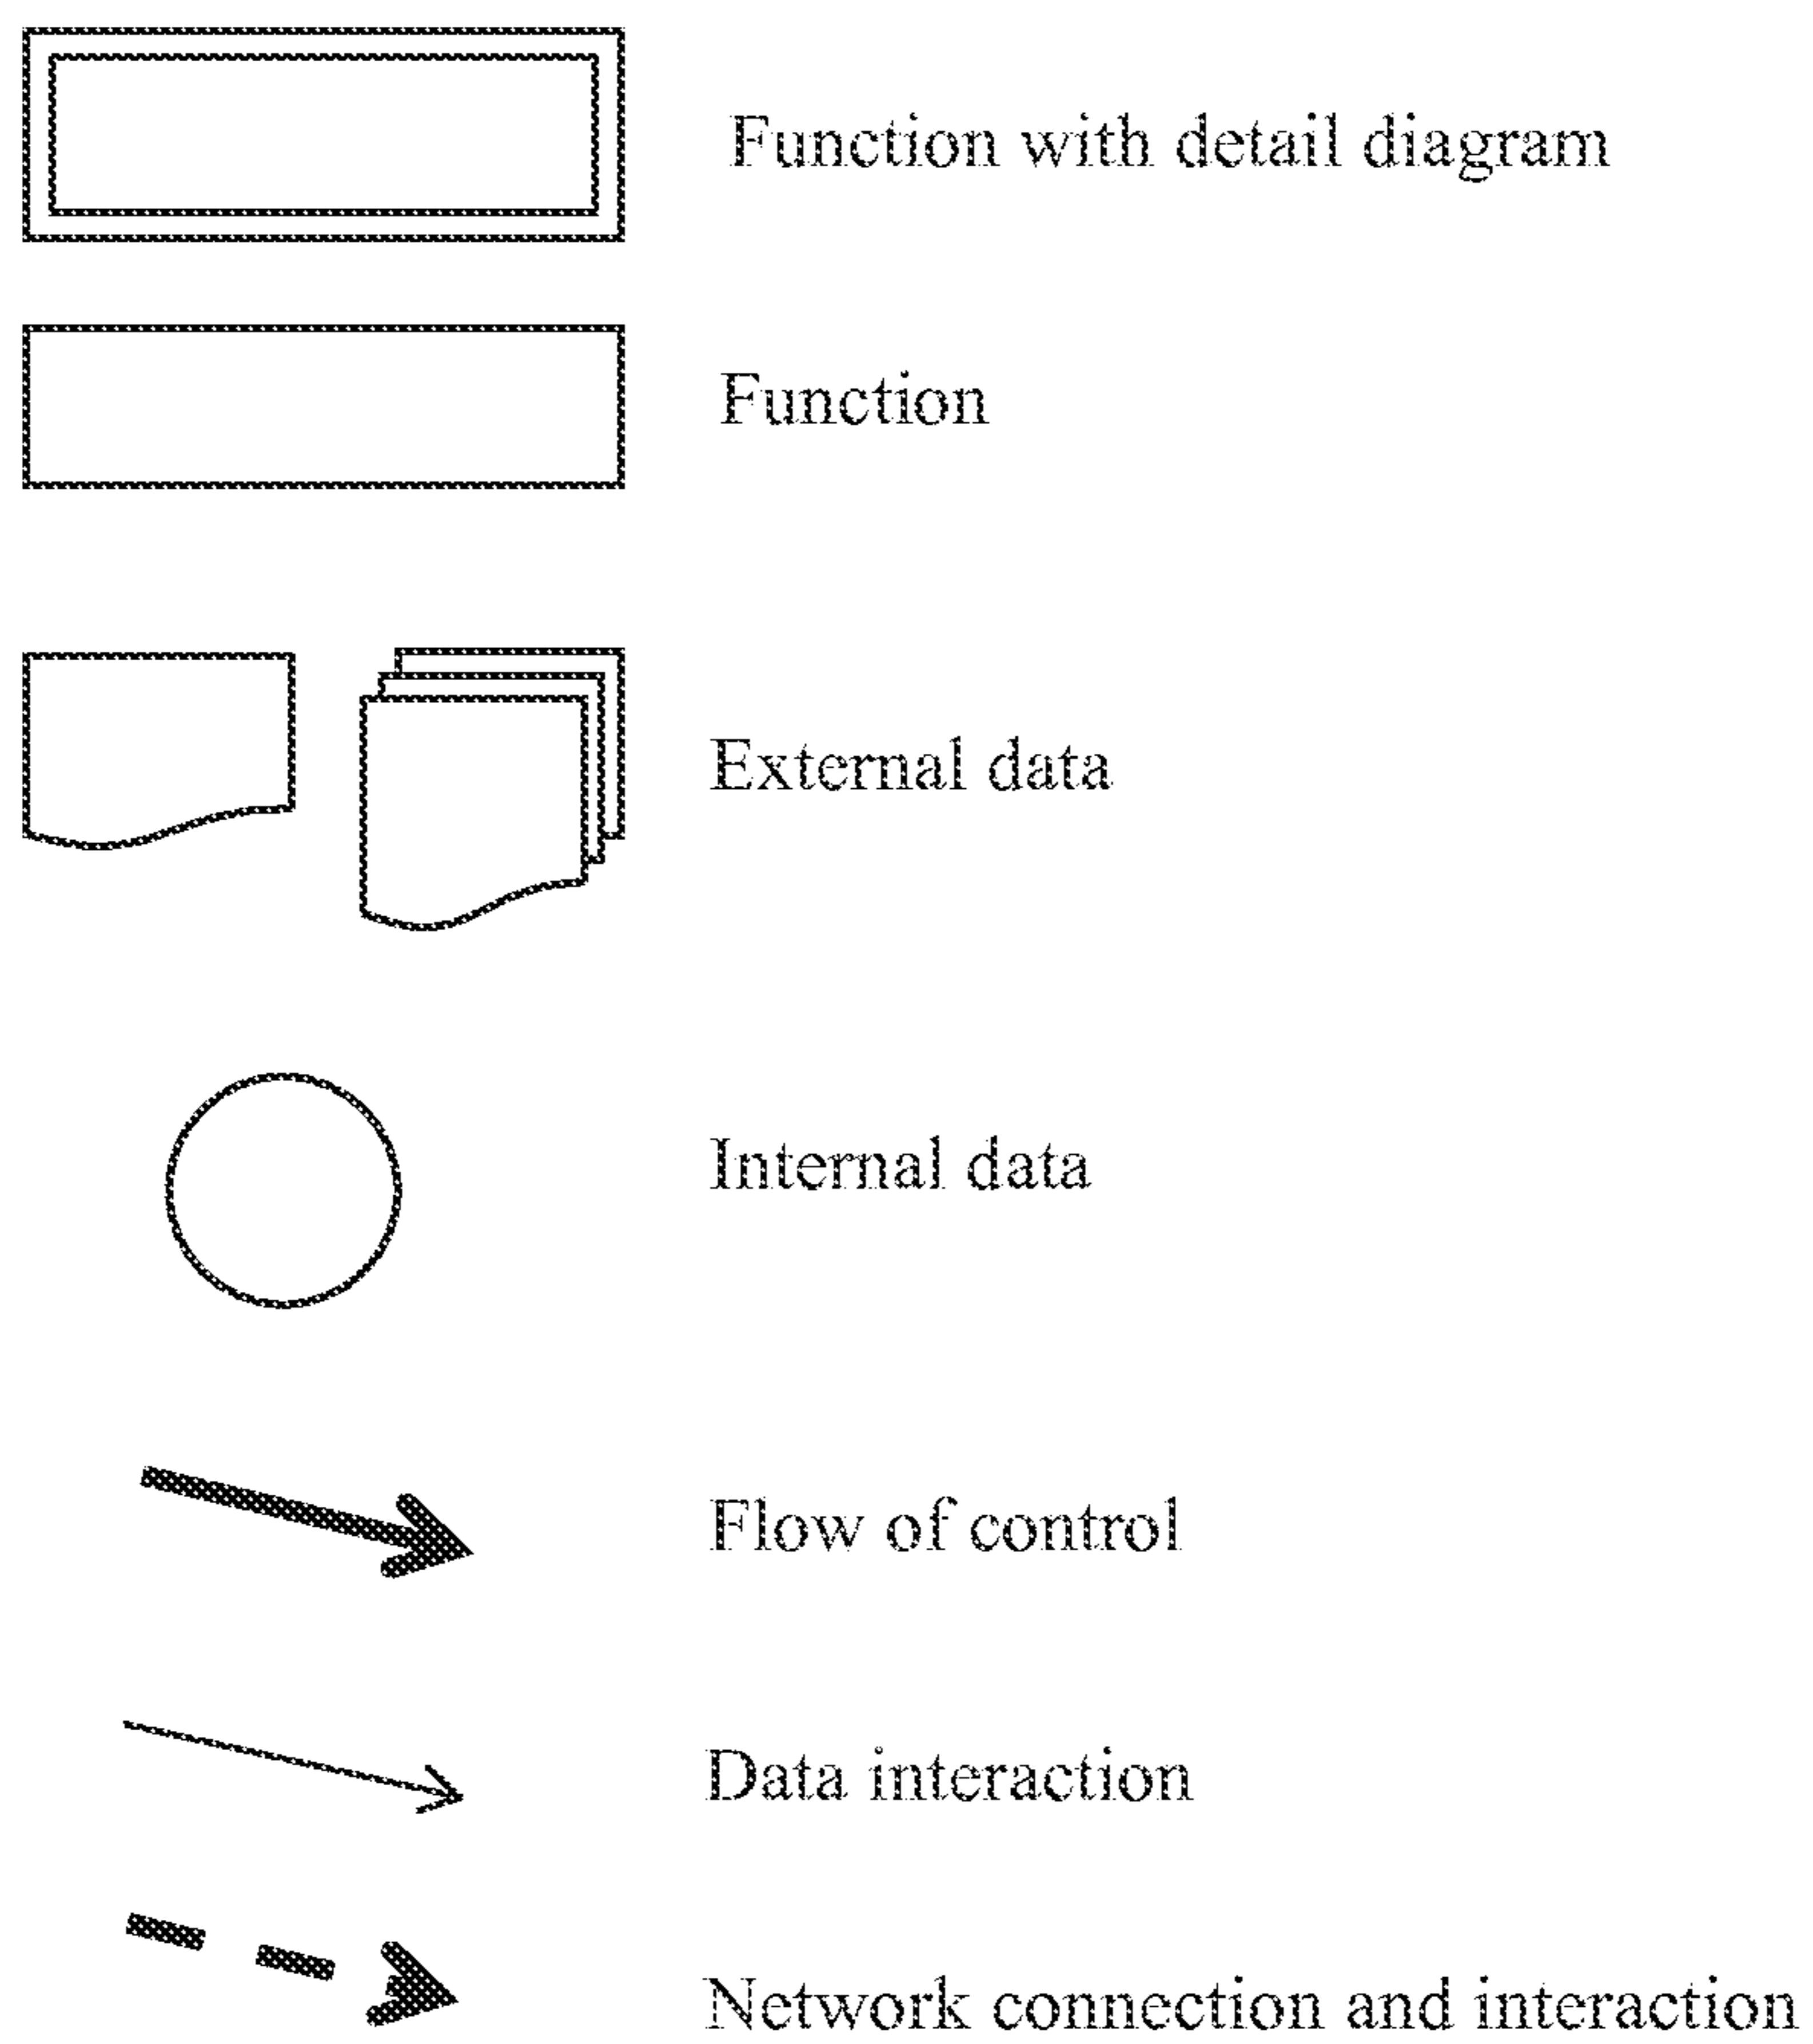 Function with detail diagram
Function
External data
Internal data
Flow of control
Data interaction
Network connection and interaction